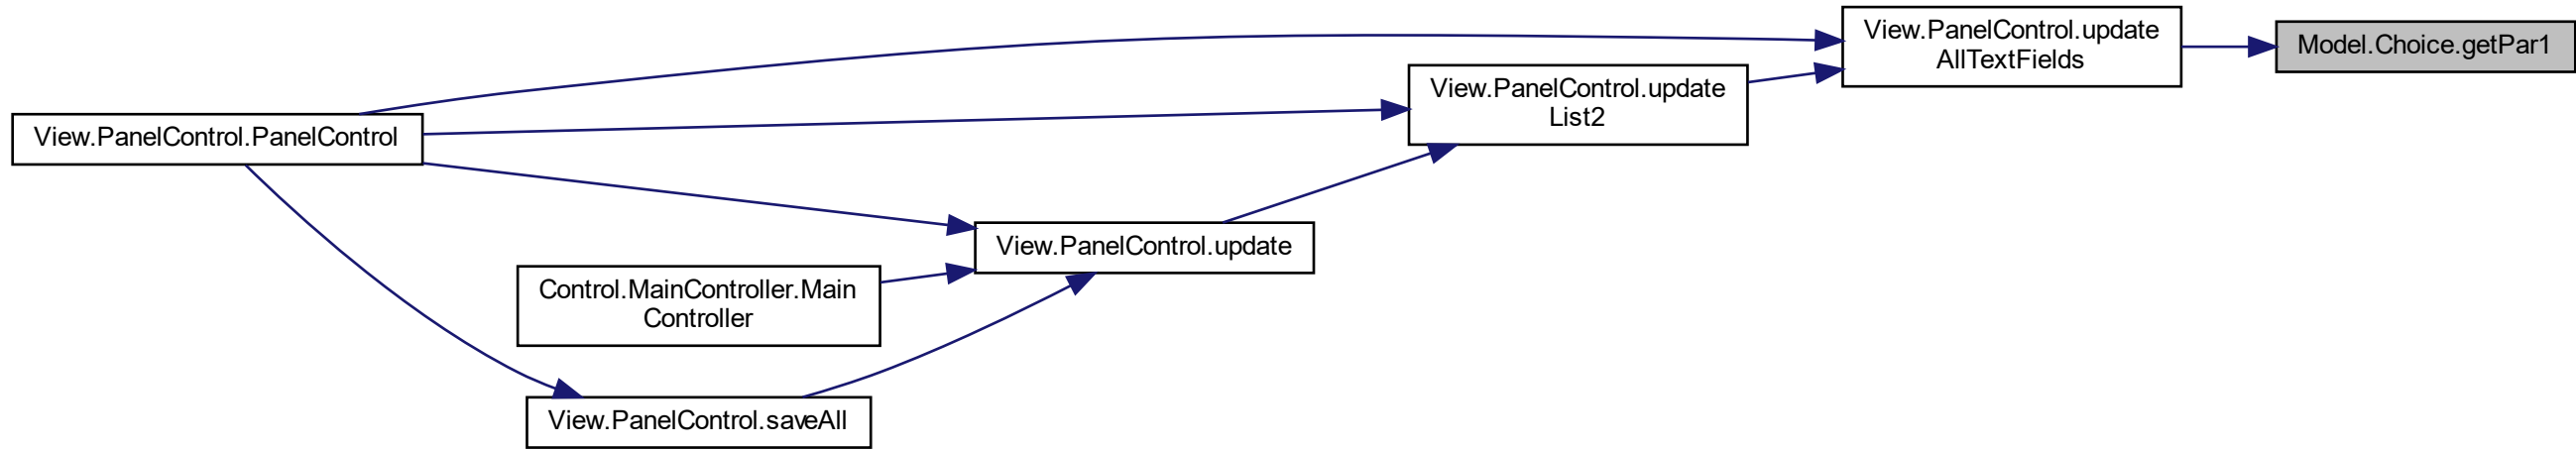 View.PanelControl.update
AllTextFields
Model.Choice.getPar1
View.PanelControl.update
List2
View.PanelControl.PanelControl
View.PanelControl.update
Control.MainController.Main
Controller
View.PanelControl.saveAll